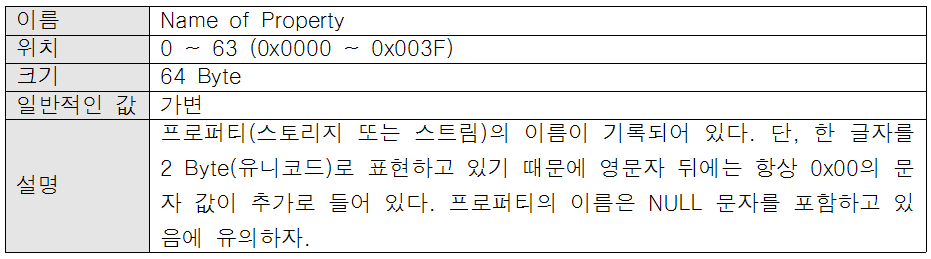 이름 Name of Property
위치 0 ~ 63 (0x0000 ~ 0x003F)
크기 64 Byte
일반적인 값 가변
설명 프로퍼티(스토리지 또는 스트림)의 이름이 기록되어 있다. 단, 한 글자를
2 Byte(유니코드)로 표현하고 있기 때문에 영문자 뒤에는 항상 0x00의 문
자 값이 추가로 들어 있다. 프로퍼티의 이름은 NULL 문자를 포함하고 있
음에 유의하자.